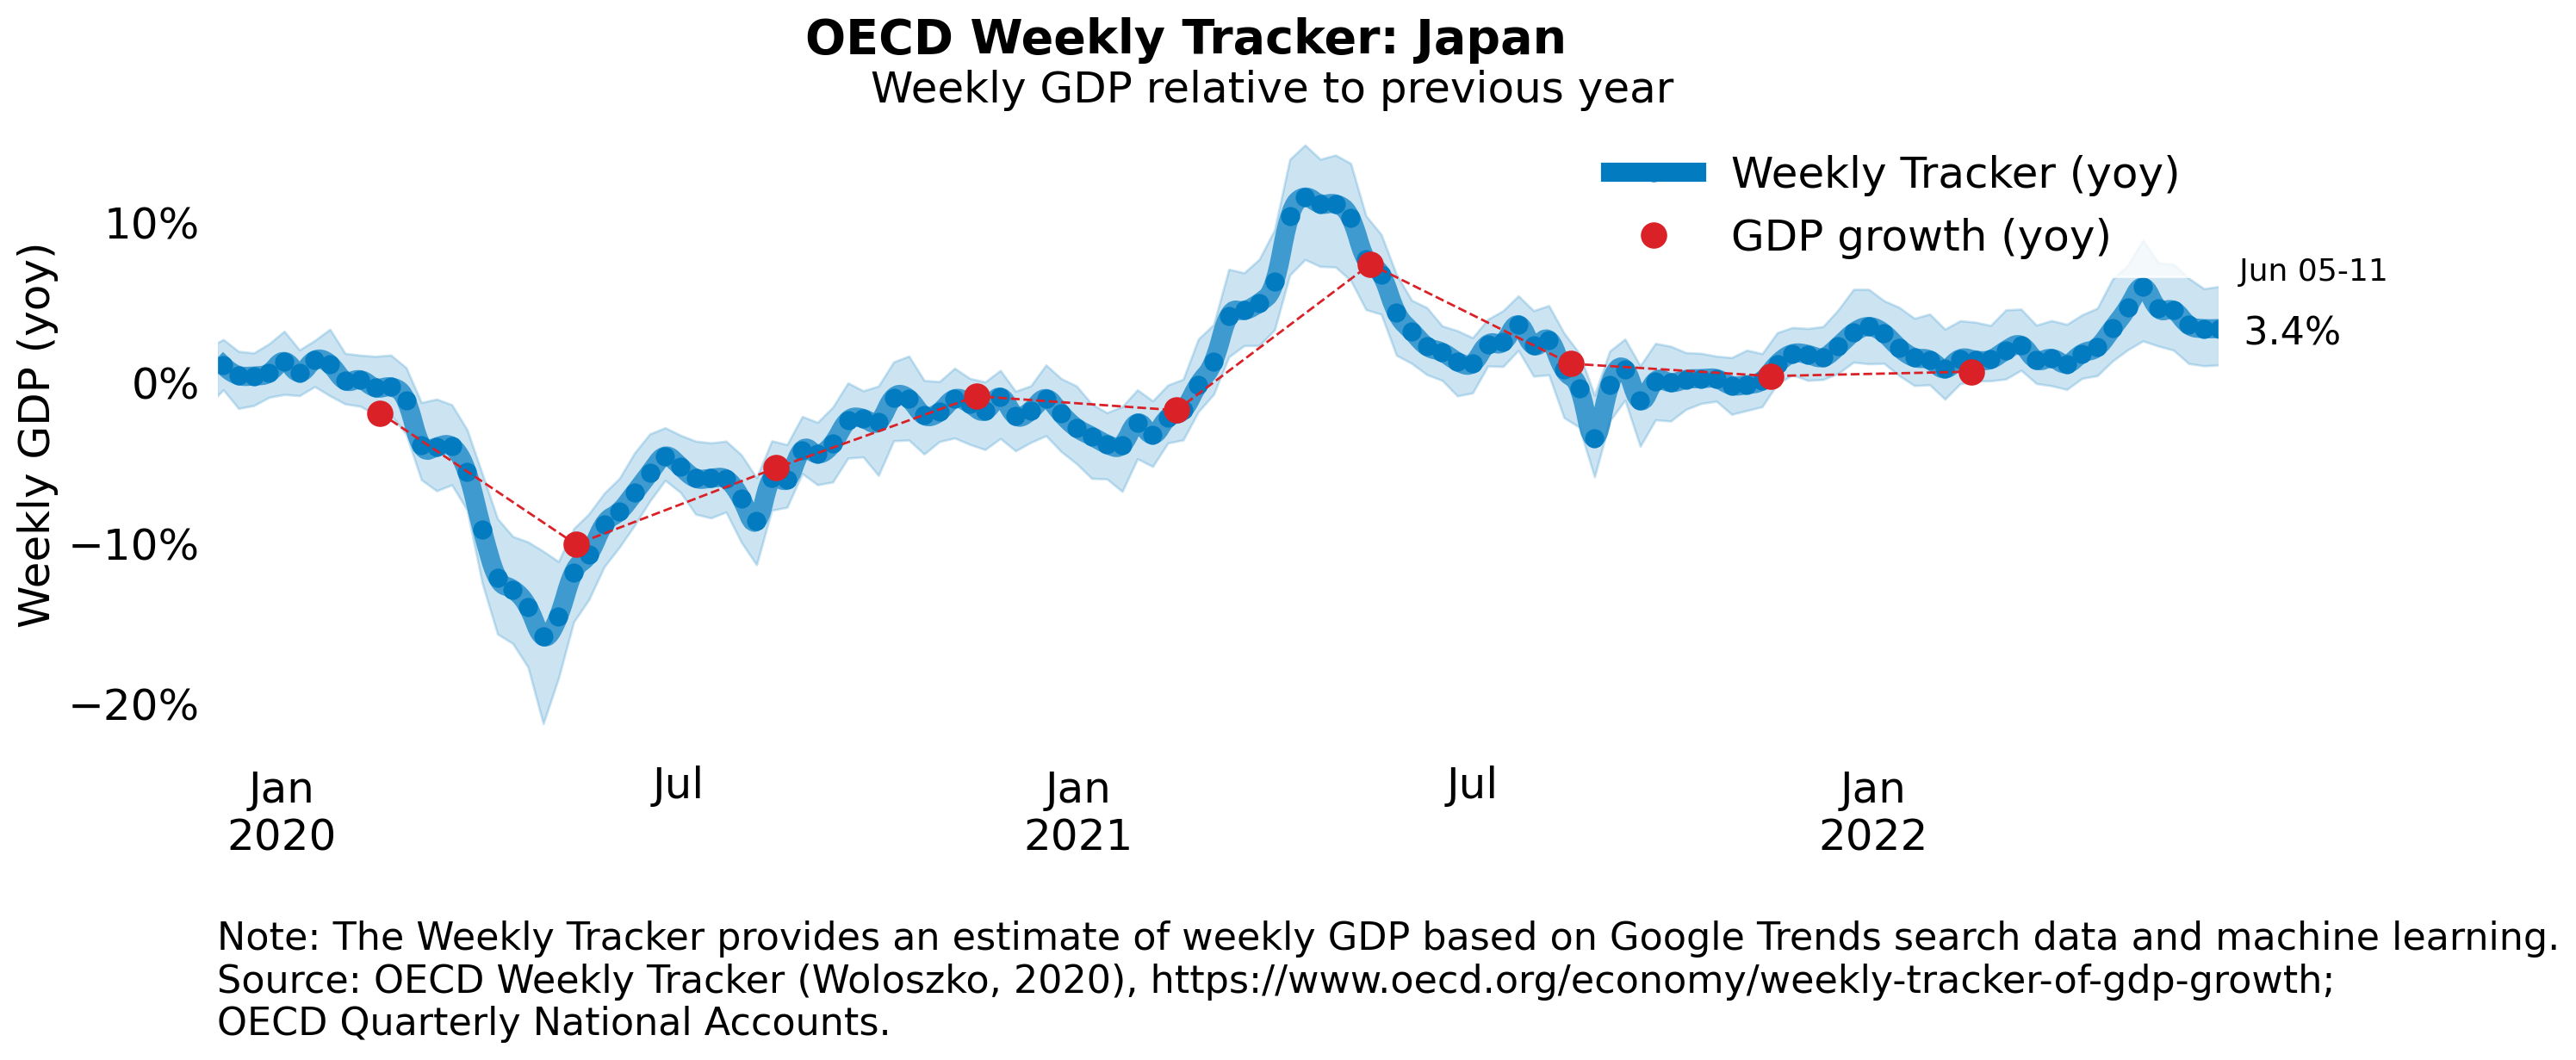 OECD Weekly Tracker: Japan
Weekly GDP relative to previous year
Weekly Tracker (yoy)
GDP growth (yoy)
Weekly GDP (yoy)
10%
0%
−10%
−20%
Jun 05-11
3.4%
Jan
2020
Jul
Jan
2021
Jul
Jan
2022
Note: The Weekly Tracker provides an estimate of weekly GDP based on Google Trends search data and machine learning.
Source: OECD Weekly Tracker (Woloszko, 2020), https://www.oecd.org/economy/weekly-tracker-of-gdp-growth;
OECD Quarterly National Accounts.